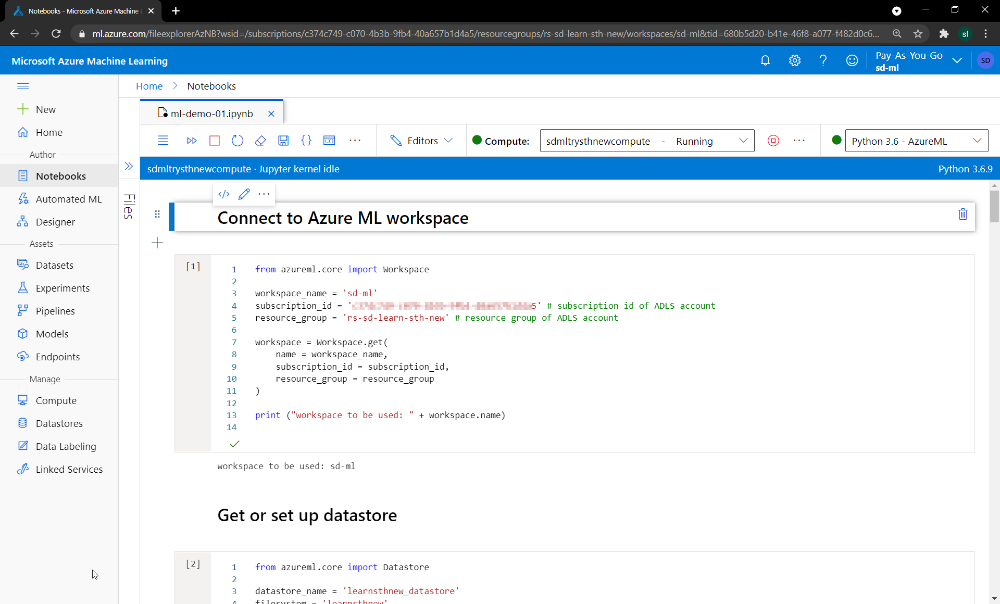 Notebooks - Microsoft Azure Machine
ml.azure.com/fileexplorerAzNB?wsid=/subscriptions/c374c749-c070-4b3b-9fb4-40a657b1d4a5/resourcegroups/rs-sd-learn-sth-new/workspaces/sd-ml&tid=680b5d20-b41e-46f8-a077-f482d0c6...
sl
Microsoft Azure Machine Learning
Pay-As-You-Go
sd-ml
SD
Home > Notebooks
New
Home
Author
Notebooks
Automated ML
Designer
Assets
Datasets
Experiments
Pipelines
Models
Endpoints
Manage
Compute
Datastores
Data Labeling
Linked Services
Files
ml-demo-01.ipynb
Editors
Compute:
sdmltrysthnewcompute - Running
Python 3.6 - AzureML
sdmltrysthnewcompute · Jupyter kernel idle
Python 3.6.9
Connect to Azure ML workspace
[1]
1 from azureml.core import Workspace
2
3 workspace_name = 'sd-ml'
4 subscription_id = ' 5' # subscription id of ADLS account
5 resource_group = 'rs-sd-learn-sth-new' # resource group of ADLS account
6
7 workspace = Workspace.get(
8 name = workspace_name,
9 subscription_id = subscription_id,
10 resource_group = resource_group
11 )
12
13 print ("workspace to be used: " + workspace.name)
14
workspace to be used: sd-ml
Get or set up datastore
[2]
1 from azureml.core import Datastore
2
3 datastore_name = 'learnsthnew_datastore'
4 filesystem = 'learnsthnew'